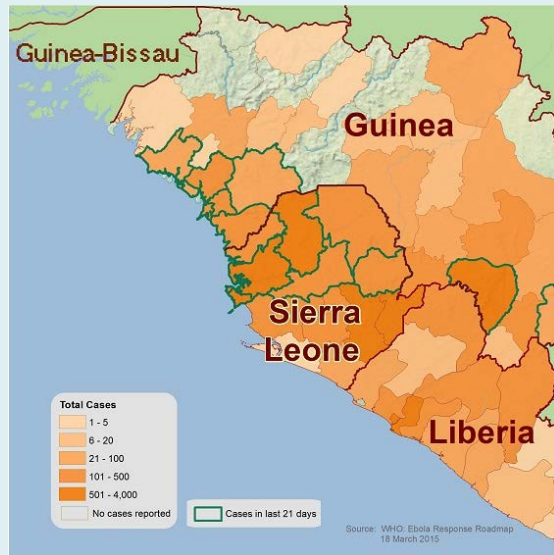 Guinea-Bissau
Guinea
Sierra
Leone
Liberia
Total Cases
1 - 5
6 - 20
21 - 100
101 - 500
501 - 4,000
No cases reported
Cases in last 21 days
Source: WHO: Ebola Response Roadmap
18 March 2015